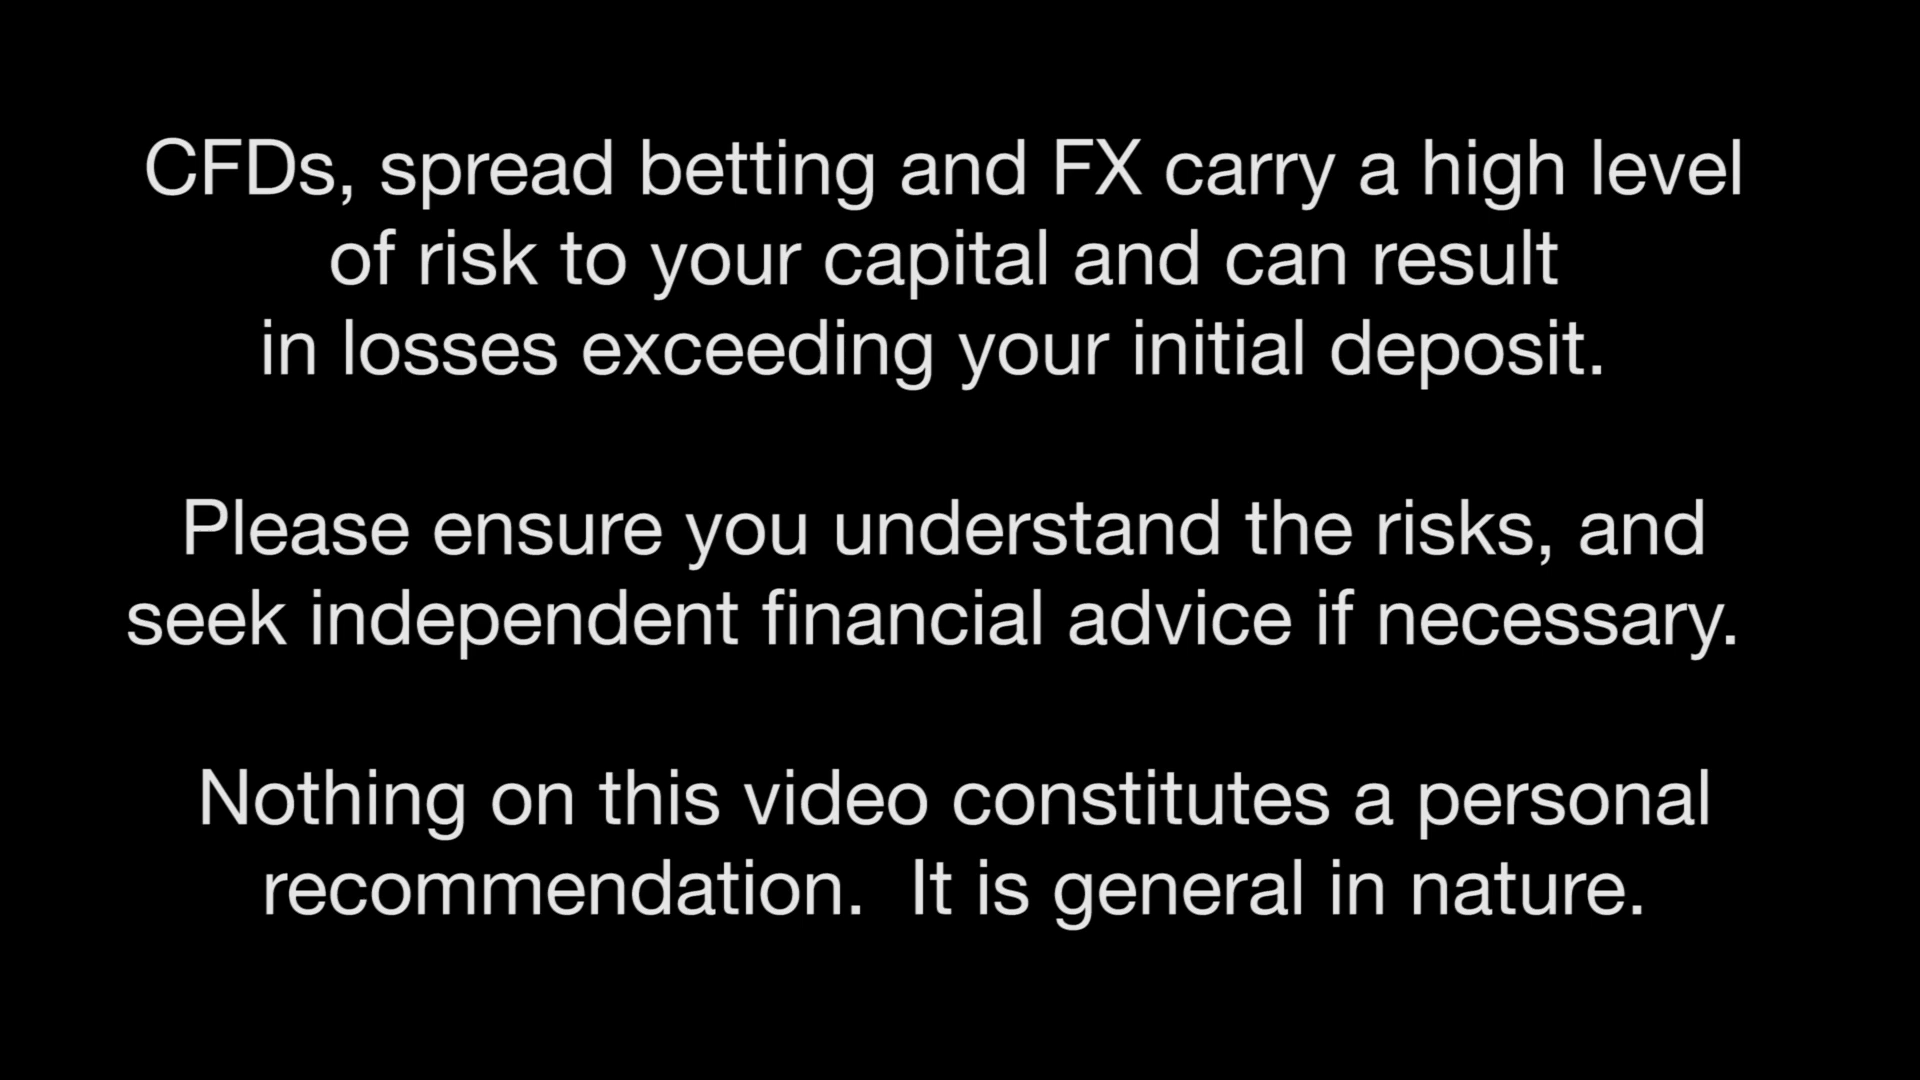 CFDs, spread betting and FX carry a high level
of risk to your capital and can result
in losses exceeding your initial deposit.
Please ensure you understand the risks, and
seek independent financial advice if necessary.
Nothing on this video constitutes a personal
recommendation.  It is general in nature.